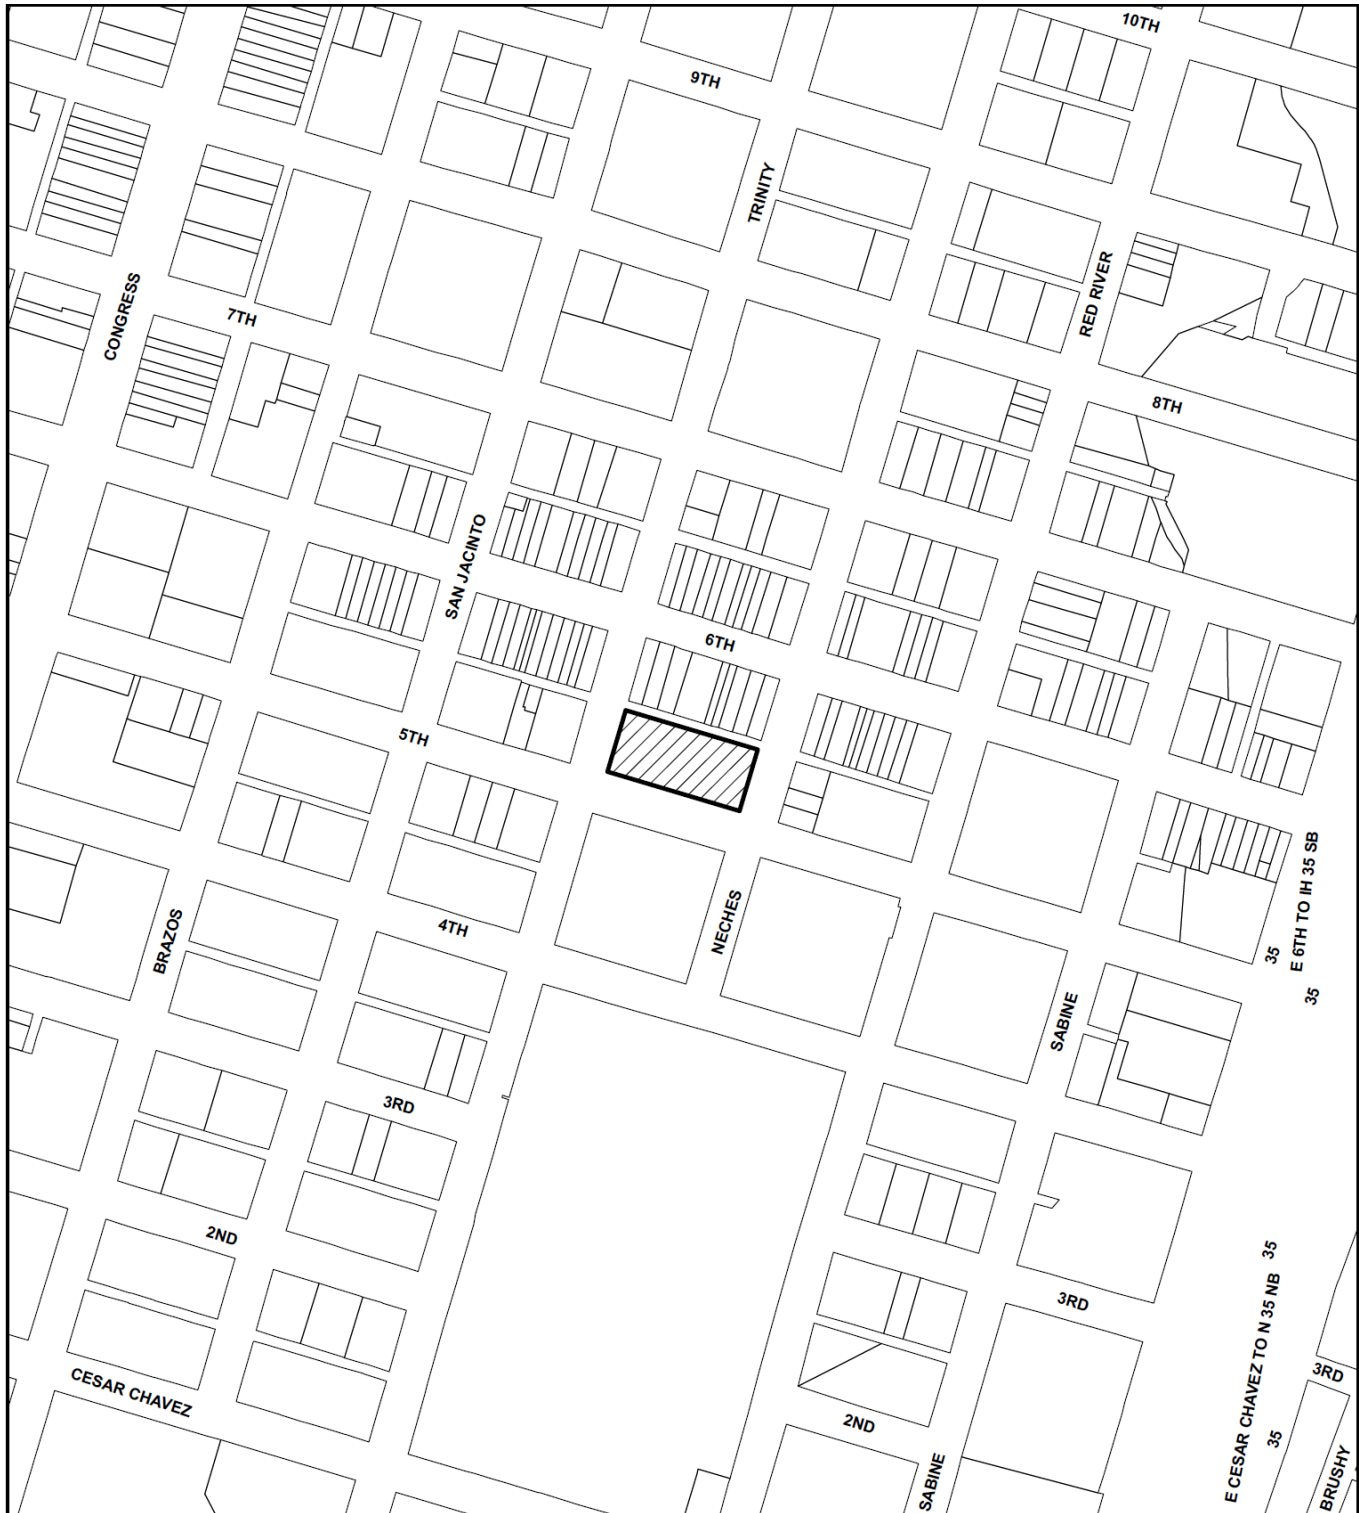 10TH
9TH
TRINITY
RED RIVER
CONGRESS
7TH
8TH
SAN JACINTO
6TH
5TH
E 6TH TO IH 35 SB
NECHES
BRAZOS
4TH
35
35
SABINE
3RD
2ND
35
3RD
E CESAR CHAVEZ TO N 35 NB
3RD
CESAR CHAVEZ
2ND
35
SABINE
BRUSHY